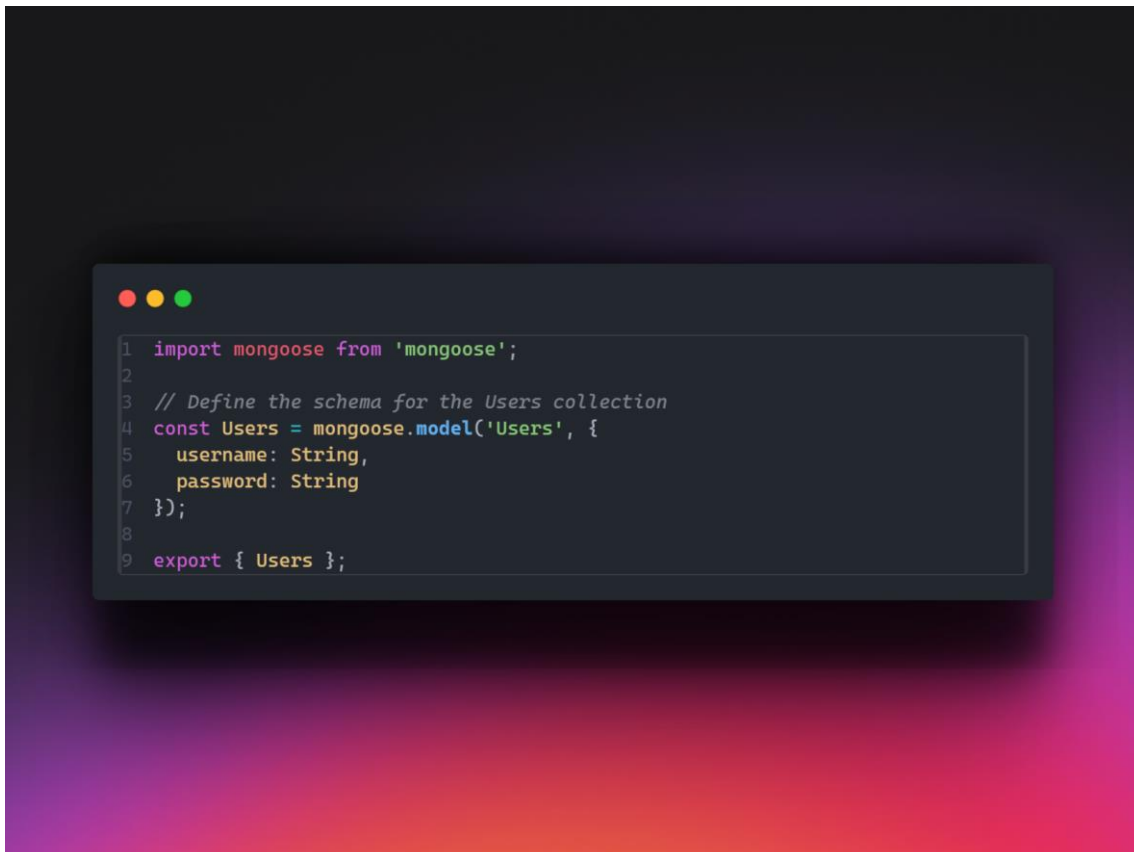 1 import mongoose from 'mongoose';
2
3 // Define the schema for the Users collection
4 const Users = mongoose.model('Users', {
5   username: String,
6   password: String
7 });
8
9 export { Users };